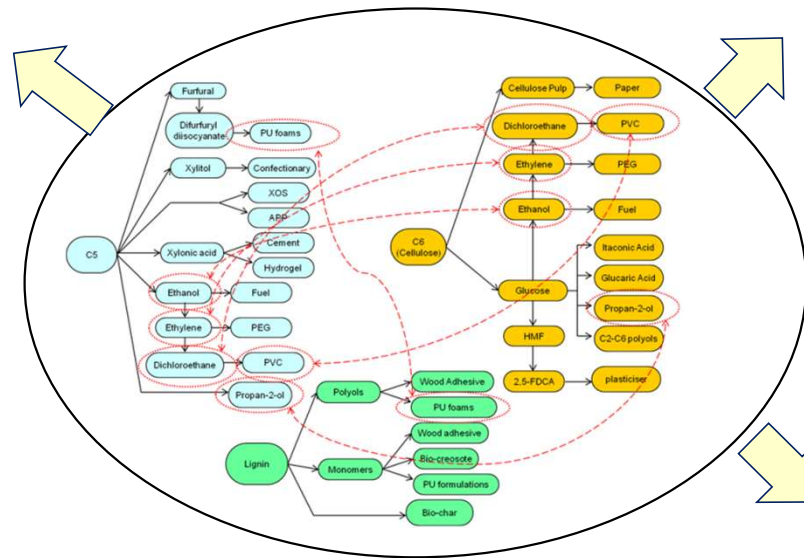 Furfural
Difurfuryl
diisocyanate
PU foams
Xylitol
Confectionary
XOS
AFP
C5
Xylonic acid
Cement
Hydrogel
Ethanol
Fuel
Ethylene
PEG
Dichloroethane
PVC
Propan-2-ol
Cellulose Pulp
Paper
Dichloroethane
PVC
Ethylene
PEG
Ethanol
Fuel
C6
(Cellulose)
Itaconic Acid
Glucaric Acid
Glucose
Propan-2-ol
HMF
C2-C6 polyols
2,5-FDCA
plasticiser
Polyols
Wood Adhesive
PU foams
Wood adhesive
Lignin
Monomers
Bio-creosote
PU formulations
Bio-char